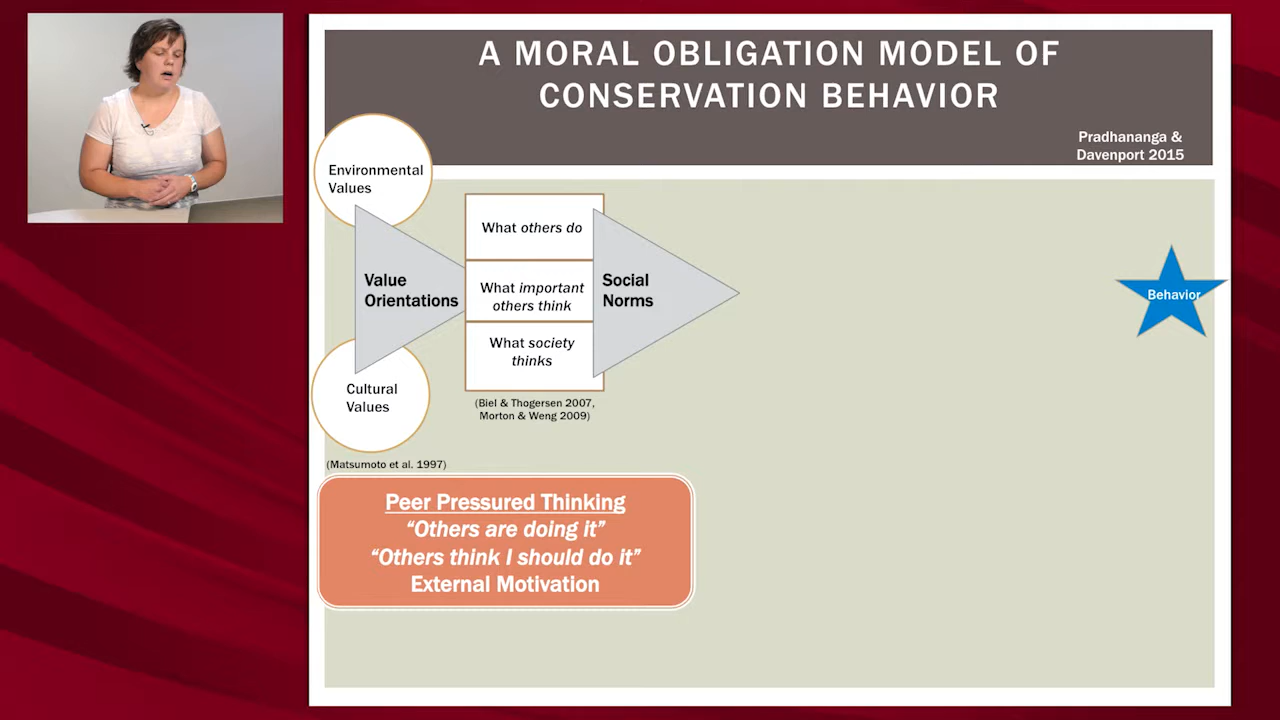 A MORAL OBLIGATION MODEL OF
CONSERVATION BEHAVIOR
Pradhananga &
Davenport 2015
Environmental
Values
Value
Orientations
Cultural
Values
(Matsumoto et al. 1997)
What others do
What important
others think
What society
thinks
(Biel & Thogersen 2007,
Morton & Weng 2009)
Social
Norms
Behavior
Peer Pressured Thinking
“Others are doing it”
“Others think I should do it”
External Motivation